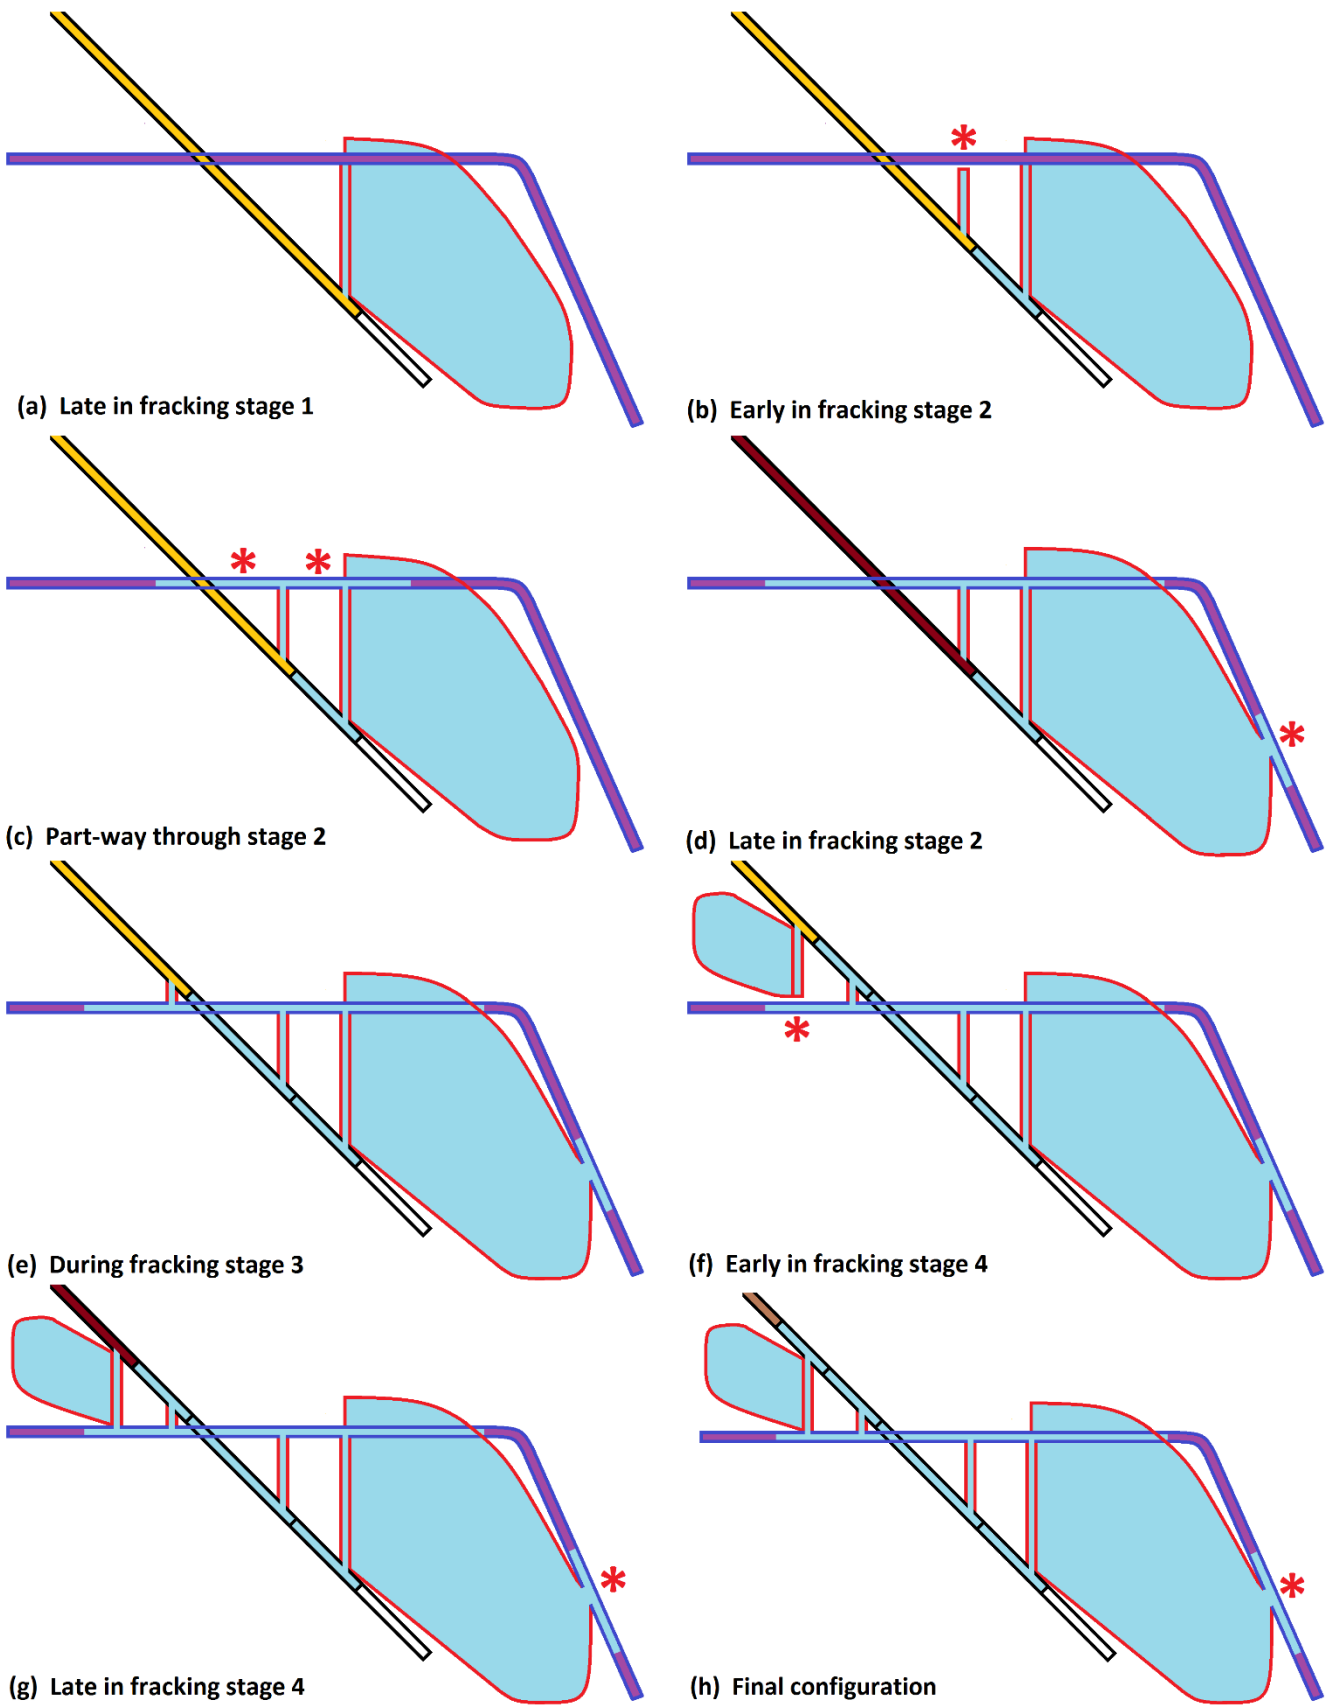 (a) Late in fracking stage 1
(b) Early in fracking stage 2
(c) Part-way through stage 2
(d) Late in fracking stage 2
(e) During fracking stage 3
(f) Early in fracking stage 4
(g) Late in fracking stage 4
(h) Final configuration